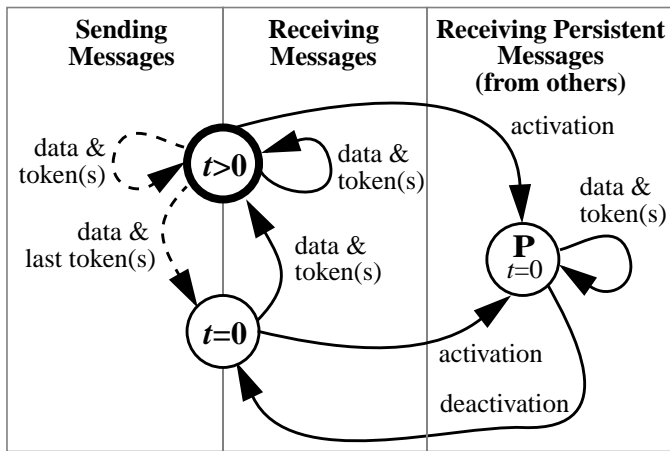 Sending
Messages
Receiving
Messages
Receiving Persistent
Messages
(from others)
activation
data &
token(s)
t>0
data &
token(s)
data &
token(s)
data &
last token(s)
data &
token(s)
P
t=0
t=0
activation
deactivation